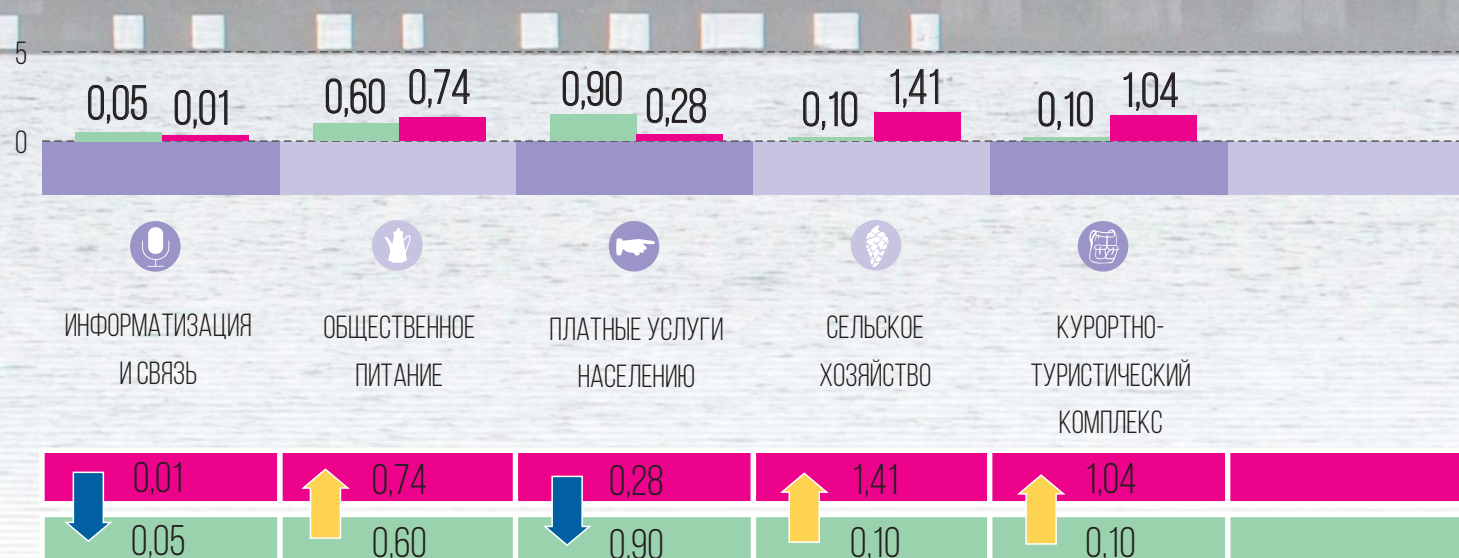 5
0,05 0,01 0,60 0,74 0,90 0,28 0,10 1,41 0,10 1,04
0
ИНФОРМАТИЗАЦИЯ
И СВЯЗЬ
ОБЩЕСТВЕННОЕ
ПИТАНИЕ
ПЛАТНЫЕ УСЛУГИ
НАСЕЛЕНИЮ
СЕЛЬСКОЕ
ХОЗЯЙСТВО
КУРОРТНО-
ТУРИСТИЧЕСКИЙ
КОМПЛЕКС
0,01 0,74 0,28 1,41 1,04
0,05 0,60 0,90 0,10 0,10